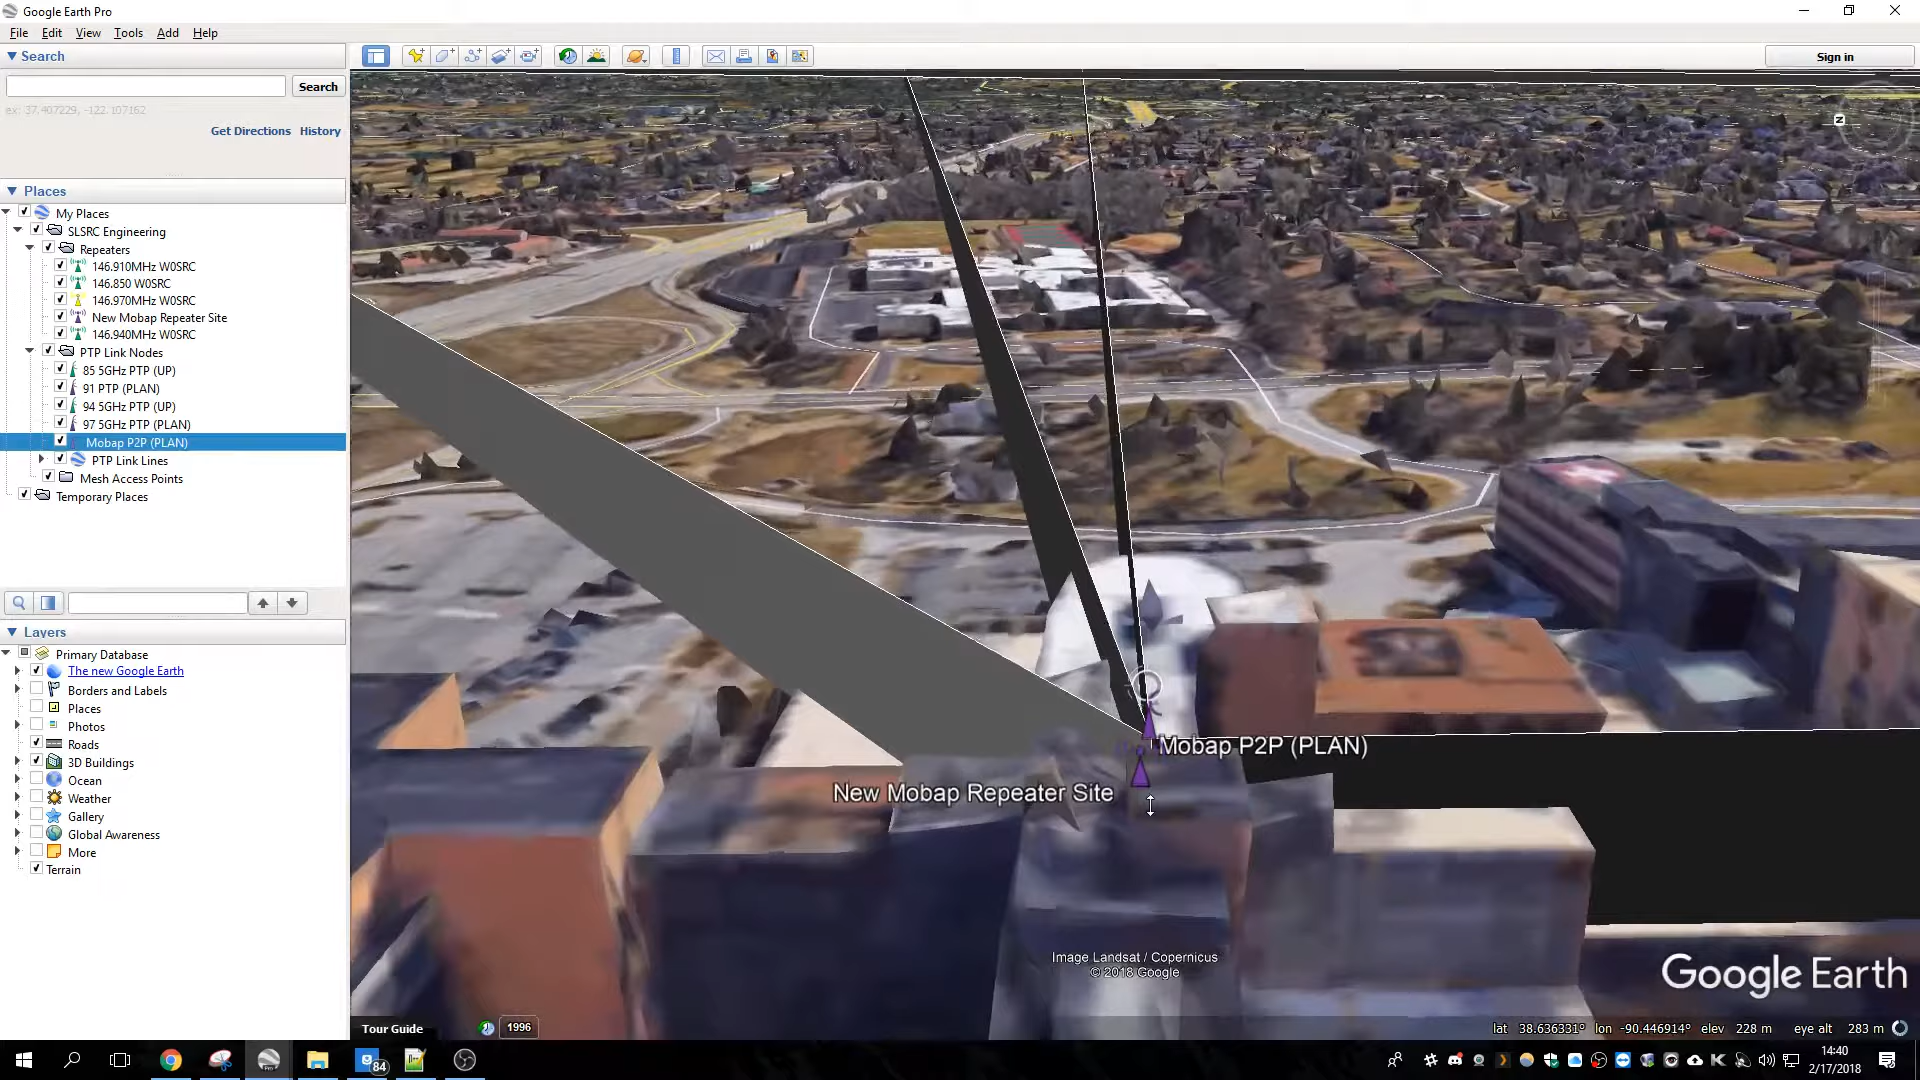 Google Earth Pro
File Edit View Tools Add Help
Search
Search
ex: 37.407229, -122.107162
Get Directions History
Places
My Places
SLSRC Engineering
Repeaters
146.910MHz W0SRC
146.850 W0SRC
146.970MHz W0SRC
New Mobap Repeater Site
146.940MHz W0SRC
PTP Link Nodes
85 5GHz PTP (UP)
91 PTP (PLAN)
94 5GHz PTP (UP)
97 5GHz PTP (PLAN)
Mobap P2P (PLAN)
PTP Link Lines
Mesh Access Points
Temporary Places
Layers
Primary Database
The new Google Earth
Borders and Labels
Places
Photos
Roads
3D Buildings
Ocean
Weather
Gallery
Global Awareness
More
Terrain
Sign in
N
Mobap P2P (PLAN)
New Mobap Repeater Site
Image Landsat / Copernicus
© 2018 Google
Google Earth
Tour Guide
1996
lat 38.636331° lon -90.446914° elev 228 m eye alt 283 m
84
14:40
2/17/2018